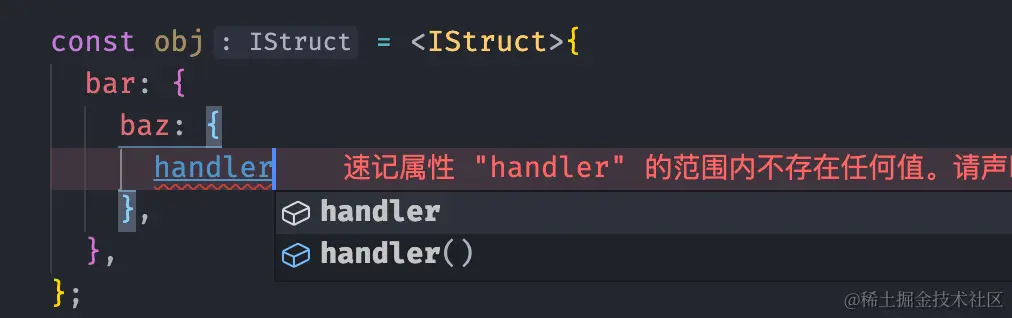 const obj : IStruct = <IStruct>{
bar: {
baz: {
handler 速记属性 "handler" 的范围内不存在任何值。请声
handler
},
handler()
},
};
@稀土掘金技术社区